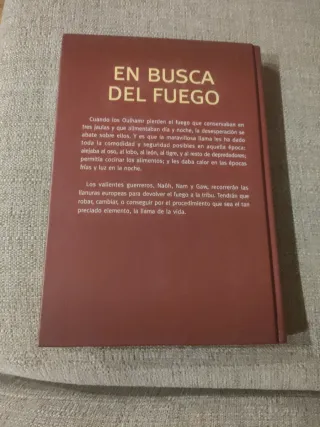 EN BUSCA
DEL FUEGO
Cuando los Oulhamr pierden el fuego que conservaban en
tres jaulas y que alimentaban día y noche, la desesperación se
abate sobre ellos. Y es que la maravillosa llama les ha dado
toda la comodidad y seguridad posibles en aquella época:
alejaba al oso, al lobo, al león, al tigre, y al resto de depredadores;
permitía cocinar los alimentos; y les daba calor en las épocas
frías y luz en la noche.
Los valientes guerreros, Naôh, Nam y Gaw, recorrerán las
llanuras europeas para devolver el fuego a la tribu. Tendrán que
robar, cambiar, o conseguir por el procedimiento que sea el tan
preciado elemento, la llama de la vida.